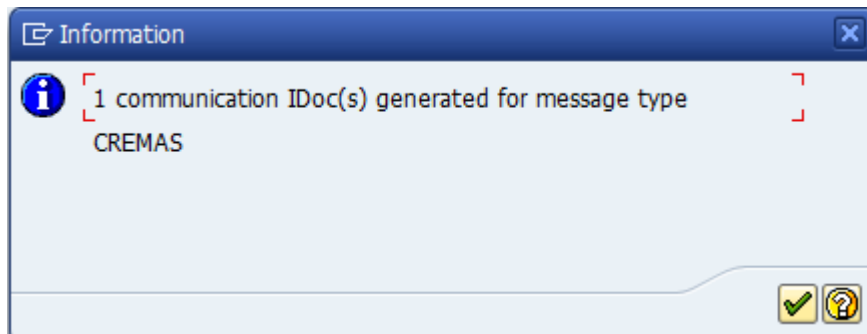 Information
1 communication IDoc(s) generated for message type
CREMAS